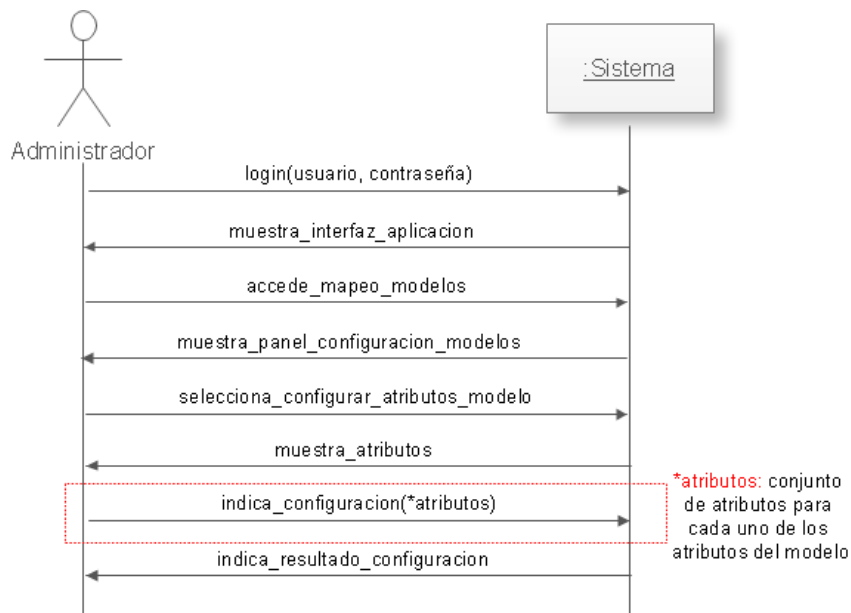 :Sistema
Administrador
login(usuario, contraseña)
muestra_interfaz_aplicacion
accede_mapeo_modelos
muestra_panel_configuracion_modelos
selecciona_configurar_atributos_modelo
muestra_atributos
*atributos: conjunto
de atributos para
cada uno de los
atributos del modelo
indica_configuracion(*atributos)
indica_resultado_configuracion